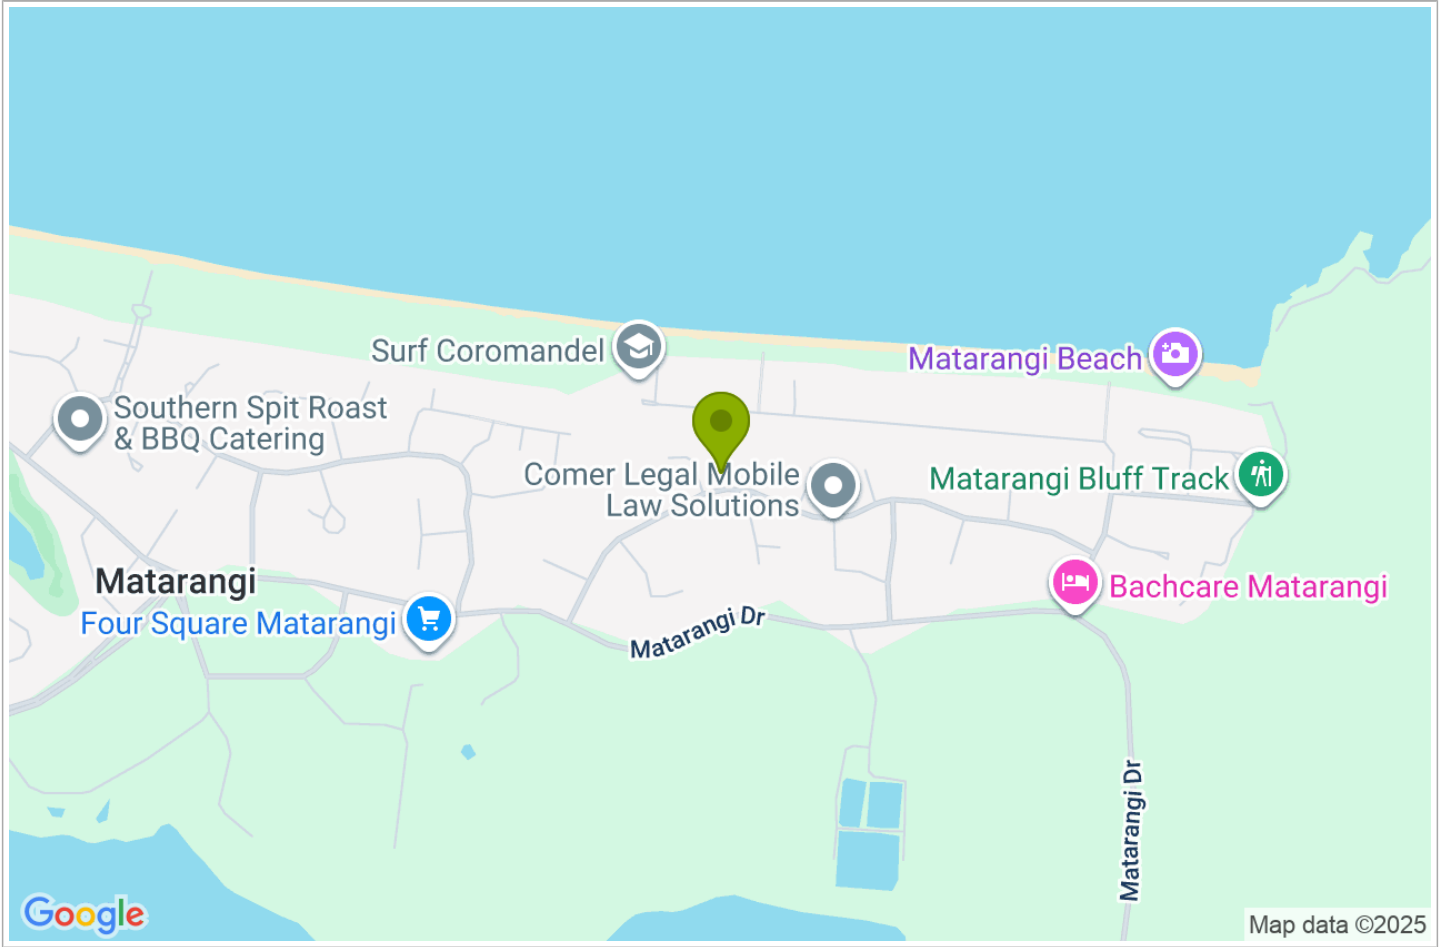 Surf Coromandel
Matarangi Beach
Southern Spit Roast
& BBQ Catering
Comer Legal Mobile
Law Solutions
Matarangi Bluff Track
Matarangi
Bachcare Matarangi
Four Square Matarangi
Matarangi Dr
Matarangi Dr
Google
Map data ©2025